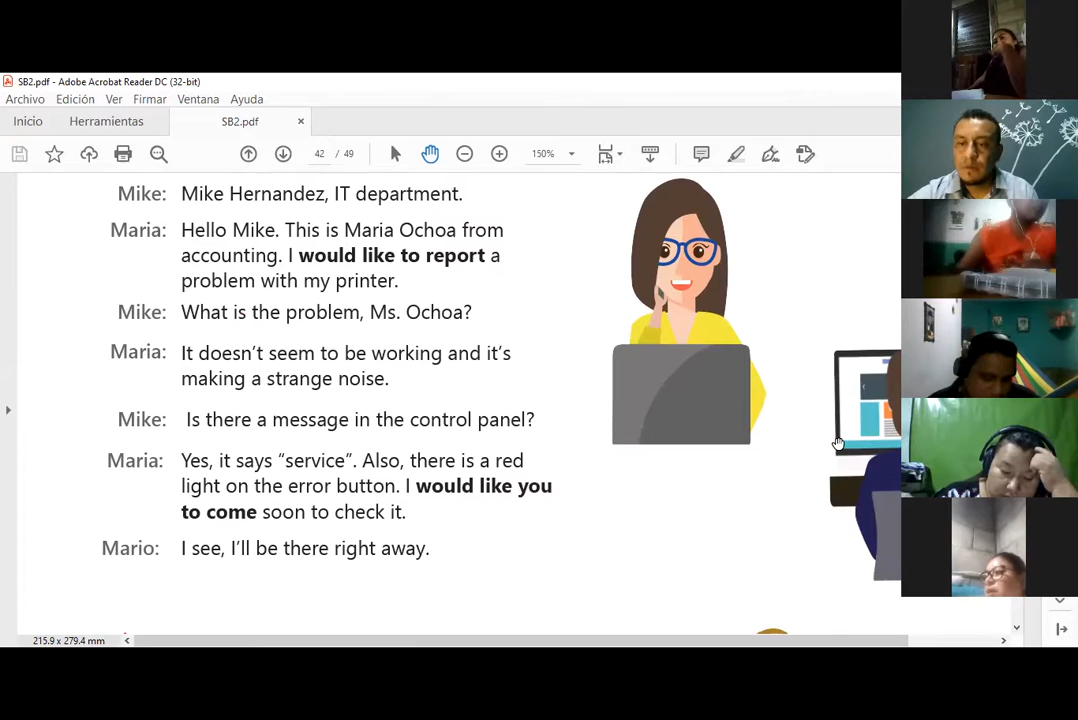 SB2.pdf - Adobe Acrobat Reader DC (32-bit)
Archivo Edición Ver Firmar Ventana Ayuda
Inicio Herramientas SB2.pdf ×
42 / 49 150%
Mike: Mike Hernandez, IT department.
Maria: Hello Mike. This is Maria Ochoa from
accounting. I would like to report a
problem with my printer.
Mike: What is the problem, Ms. Ochoa?
Maria: It doesn't seem to be working and it's
making a strange noise.
Mike: Is there a message in the control panel?
Maria: Yes, it says “service”. Also, there is a red
light on the error button. I would like you
to come soon to check it.
Mario: I see, I'll be there right away.
215.9 x 279.4 mm